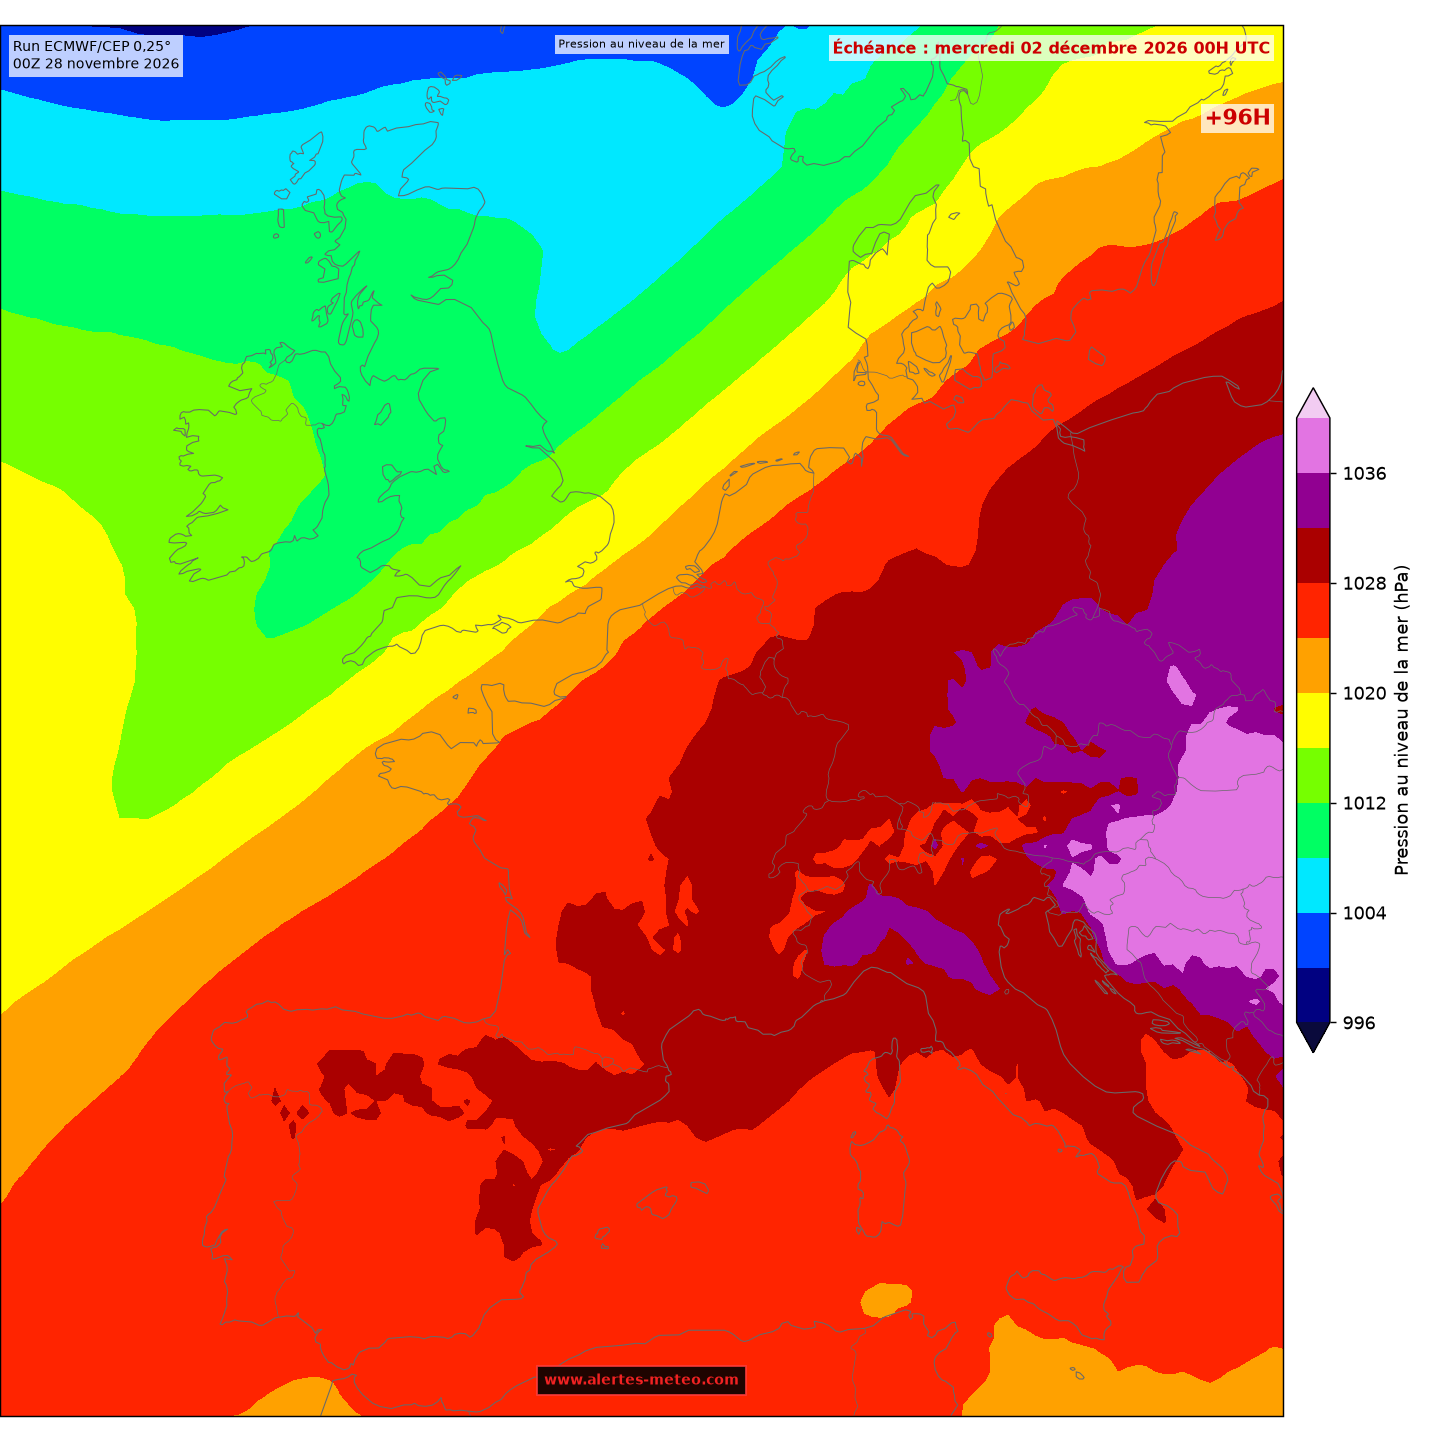 Run ECMWF/CEP 0,25°
00Z 28 novembre 2026
Pression au niveau de la mer
Échéance : mercredi 02 décembre 2026 00H UTC
+96H
1036
1028
1020
1012
1004
996
Pression au niveau de la mer (hPa)
www.alertes-meteo.com